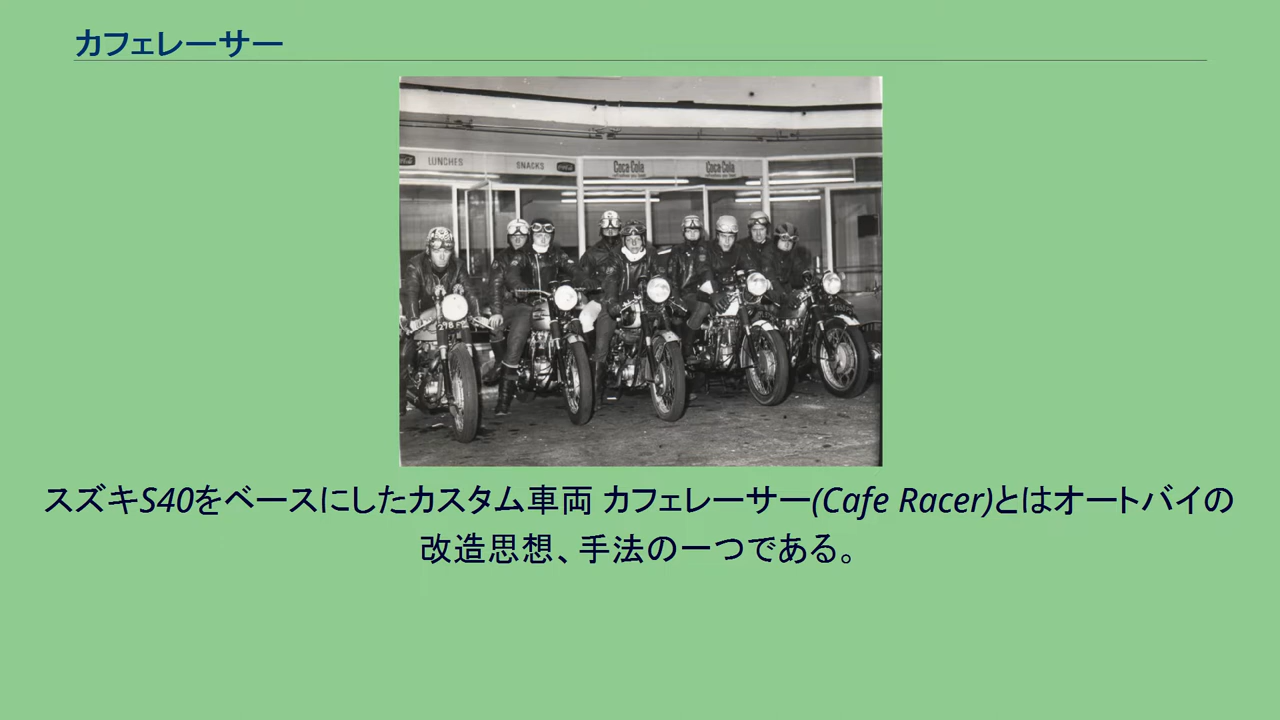 カフェレーサー
LUNCHES
SNACKS
Coca-Cola
Coca-Cola
スズキS40をベースにしたカスタム車両 カフェレーサー(Cafe Racer)とはオートバイの
改造思想、手法の一つである。